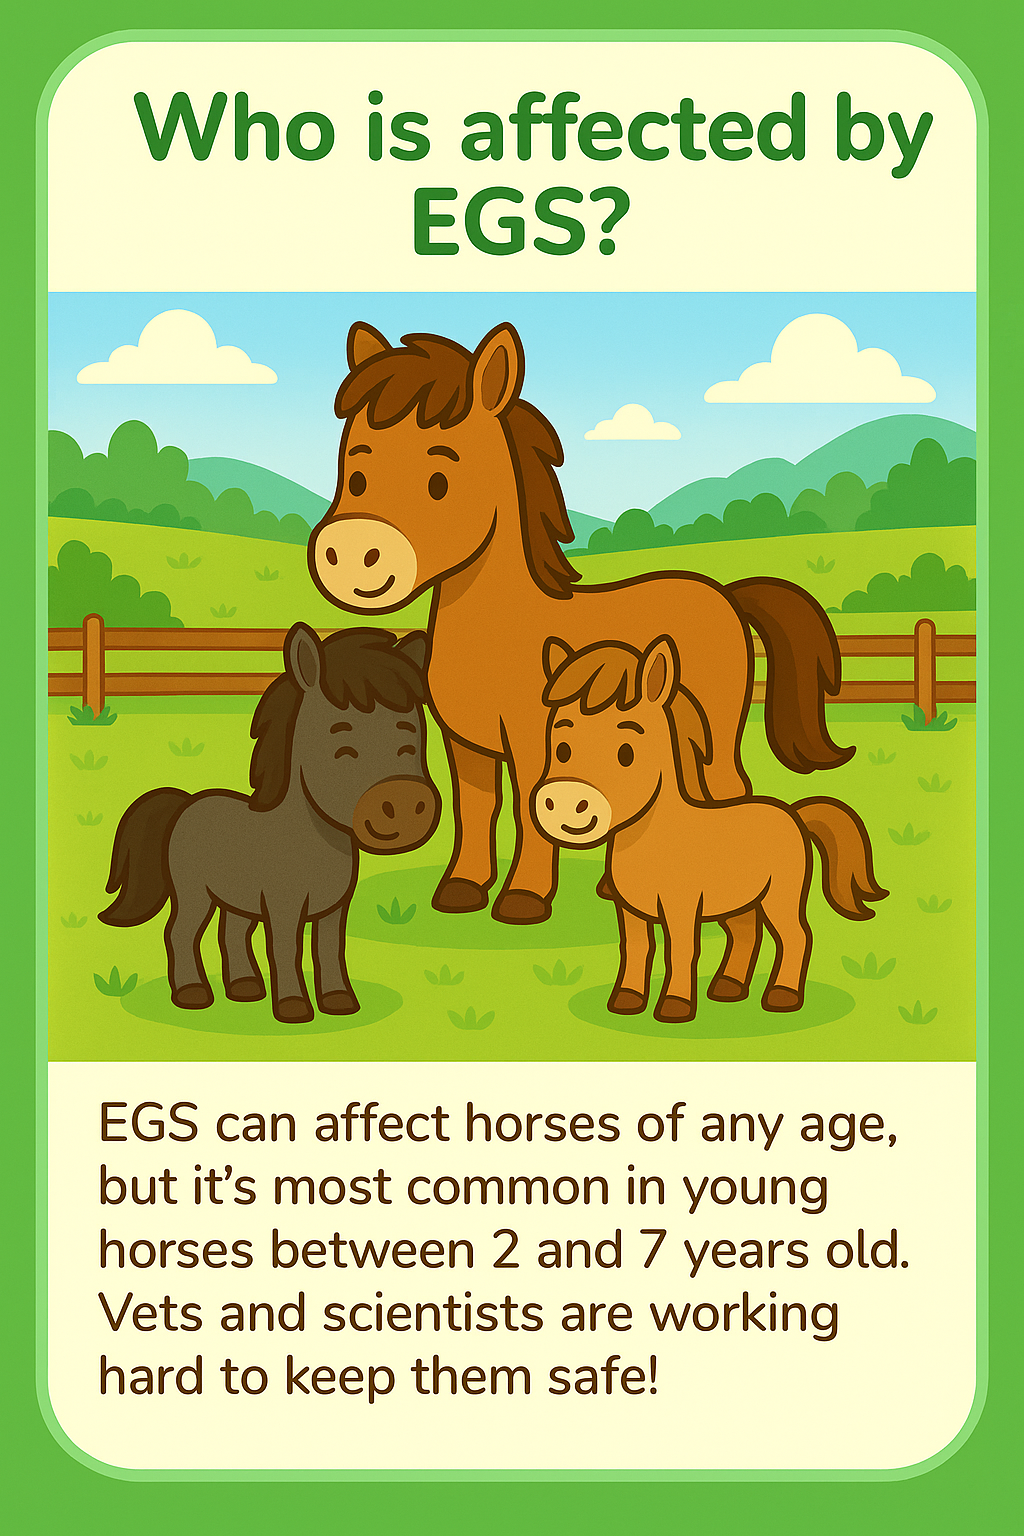 Who is affected by
EGS?
EGS can affect horses of any age,
but it’s most common in young
horses between 2 and 7 years old.
Vets and scientists are working
hard to keep them safe!